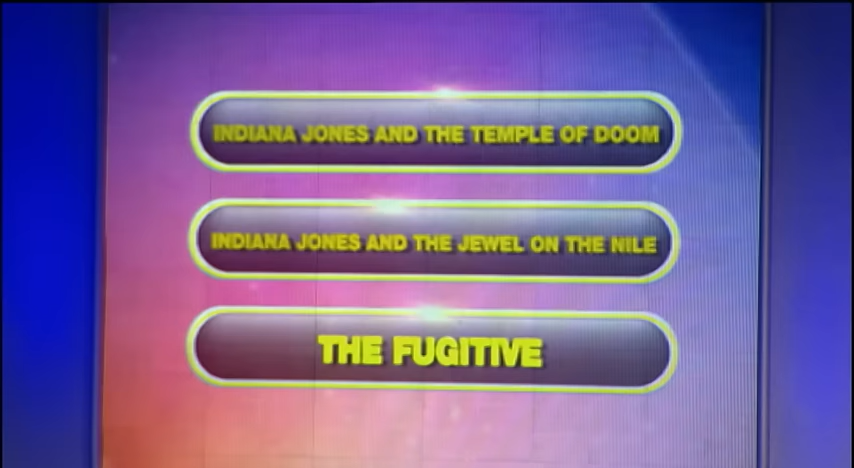 INDIANA JONES AND THE TEMPLE OF DOOM
INDIANA JONES AND THE JEWEL ON THE NILE
THE FUGITIVE